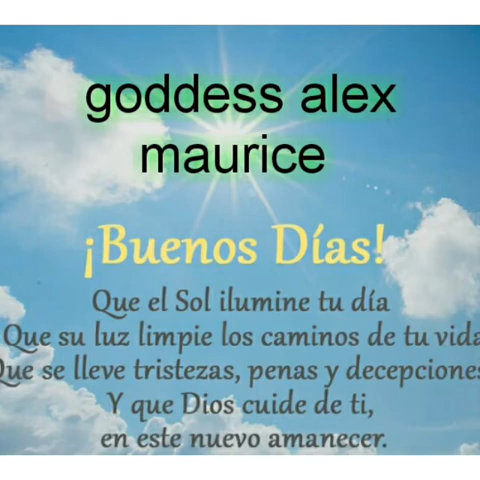 goddess alex
maurice
¡Buenos Días!
Que el Sol ilumine tu día
Que su luz limpie los caminos de tu vida
Que se lleve tristezas, penas y decepciones
Y que Dios cuide de ti,
en este nuevo amanecer.